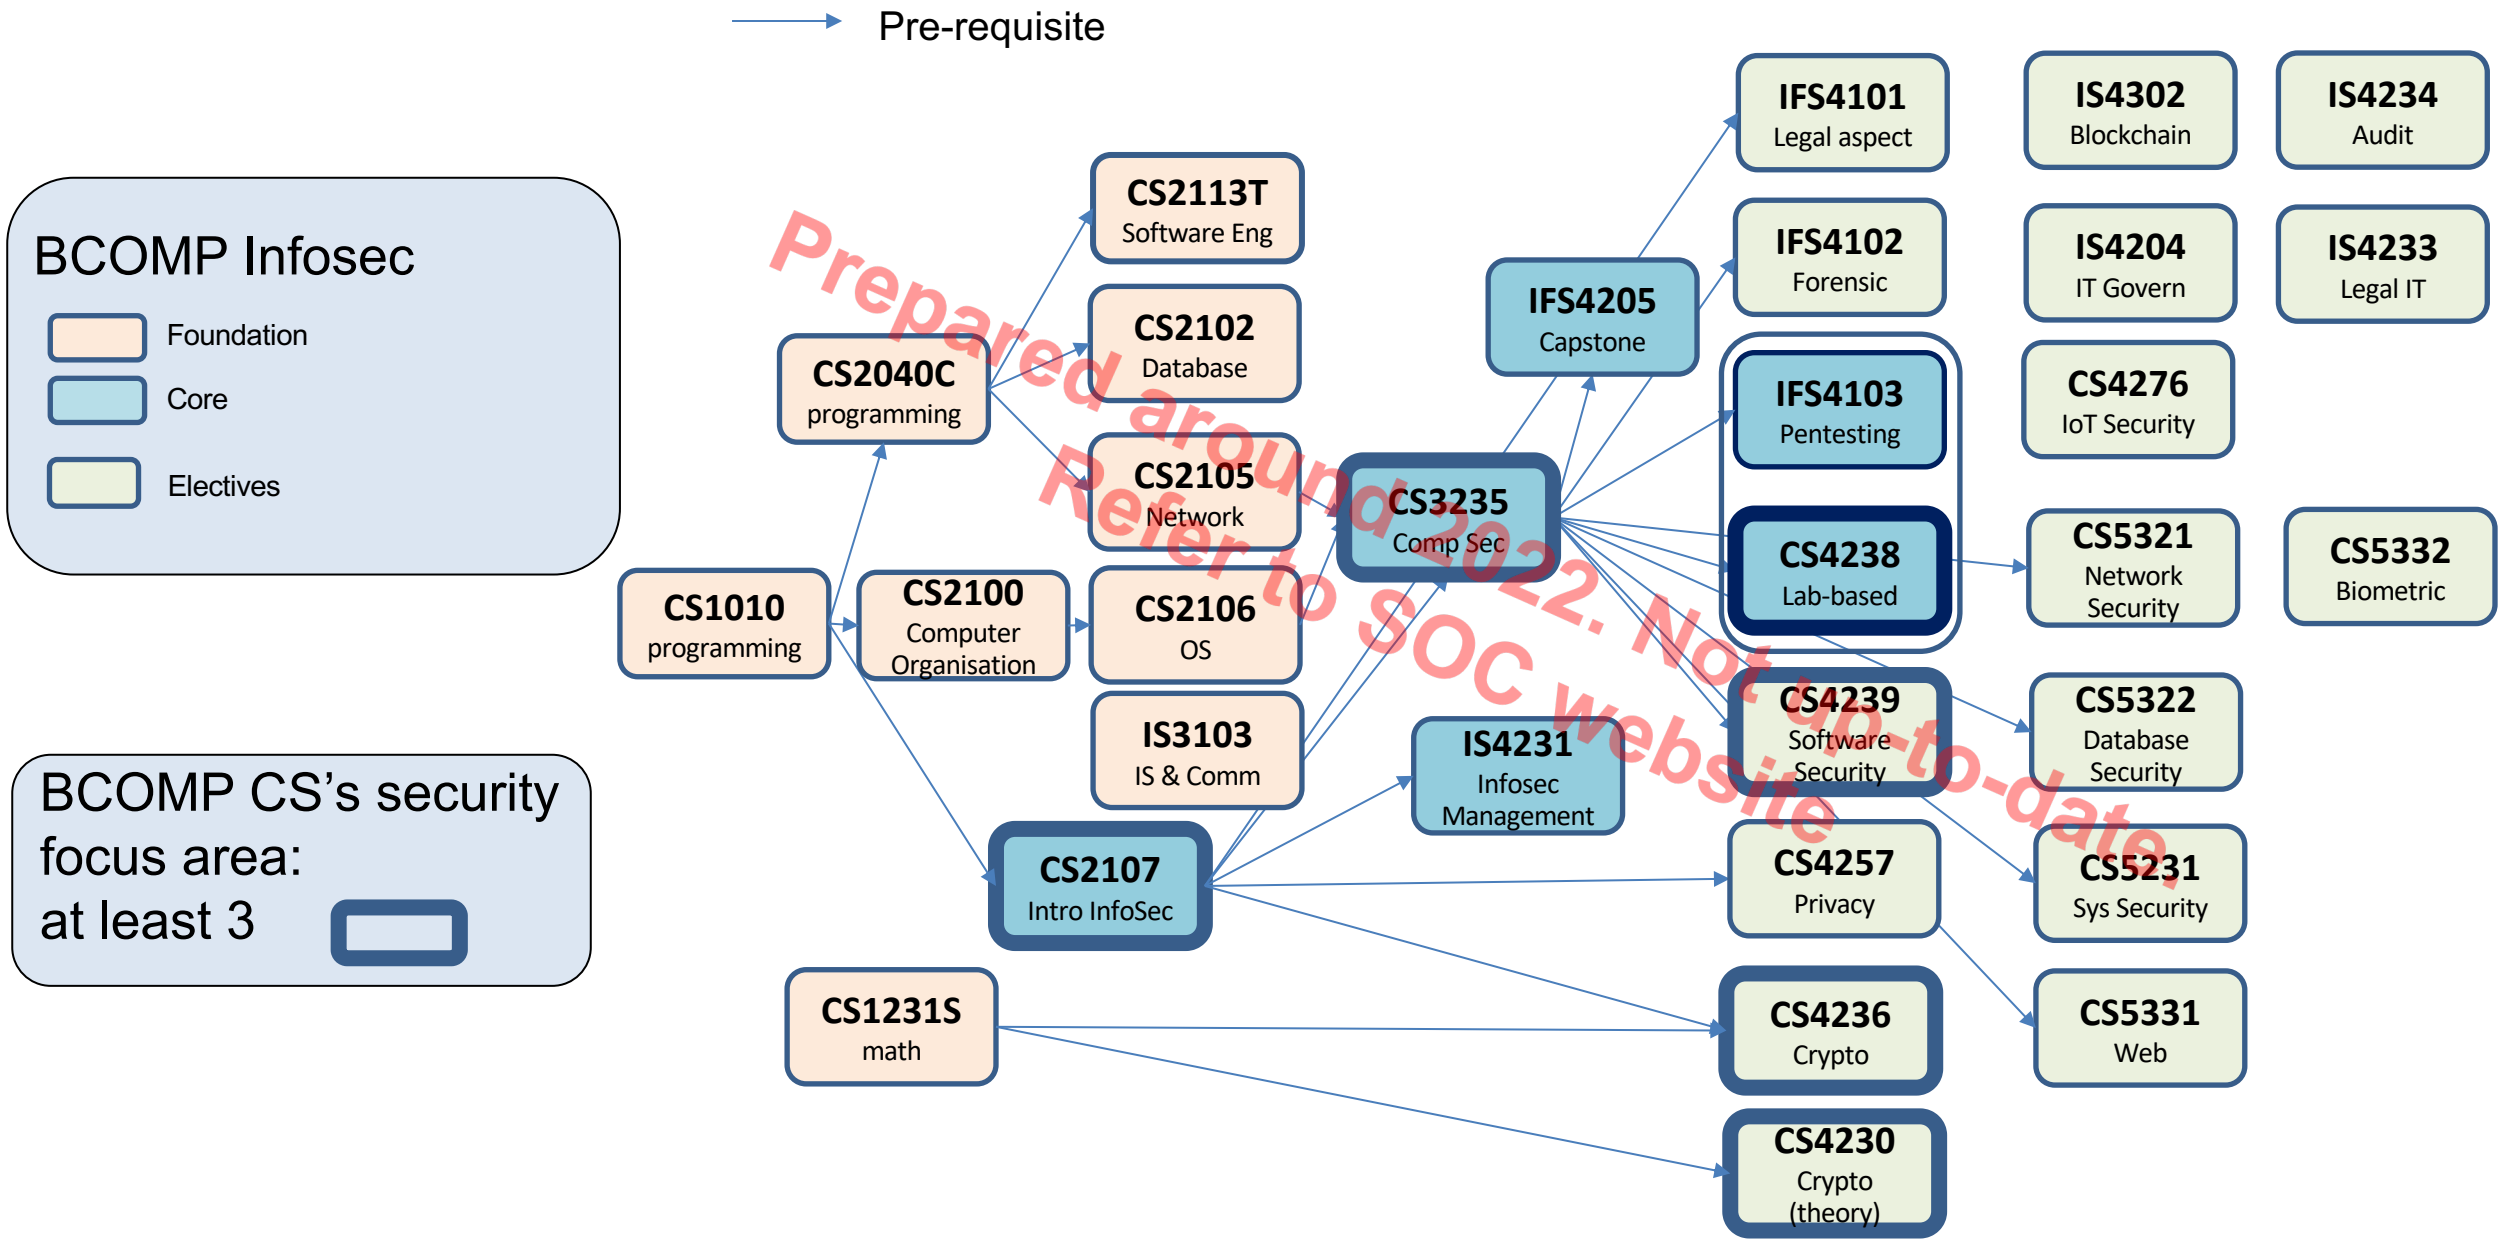 Pre-requisite
BCOMP Infosec
Foundation
Core
Electives
BCOMP CS’s security
focus area:
at least 3
CS1010
programming
CS2040C
programming
CS2100
Computer
Organisation
CS2107
Intro InfoSec
CS1231S
math
CS2113T
Software Eng
CS2102
Database
CS2105
Network
CS2106
OS
IS3103
IS & Comm
CS3235
Comp Sec
IFS4205
Capstone
IS4231
Infosec
Management
IFS4101
Legal aspect
IFS4102
Forensic
IFS4103
Pentesting
CS4238
Lab-based
CS4239
Software
Security
CS4257
Privacy
CS4236
Crypto
CS4230
Crypto
(theory)
IS4302
Blockchain
IS4204
IT Govern
CS4276
IoT Security
CS5321
Network
Security
CS5322
Database
Security
CS5231
Sys Security
CS5331
Web
IS4234
Audit
IS4233
Legal IT
CS5332
Biometric
Prepared around 2022. Not up-to-date.
Refer to SOC website